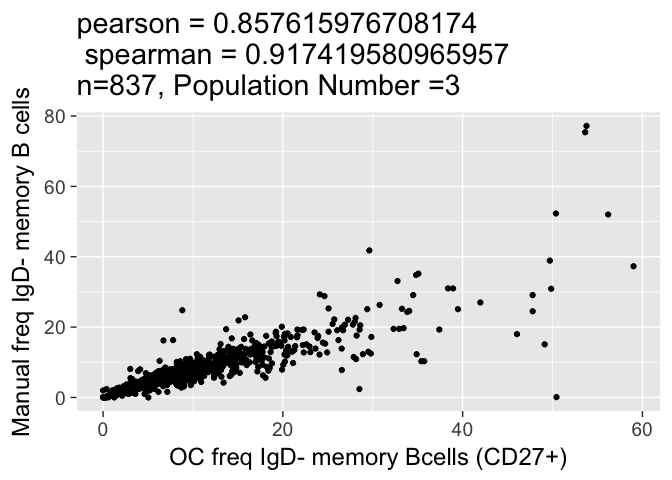 pearson = 0.857615976708174
spearman = 0.917419580965957
n=837, Population Number =3
Manual freq IgD- memory B cells
80
60
40
20
0
0 20 40 60
OC freq IgD- memory Bcells (CD27+)